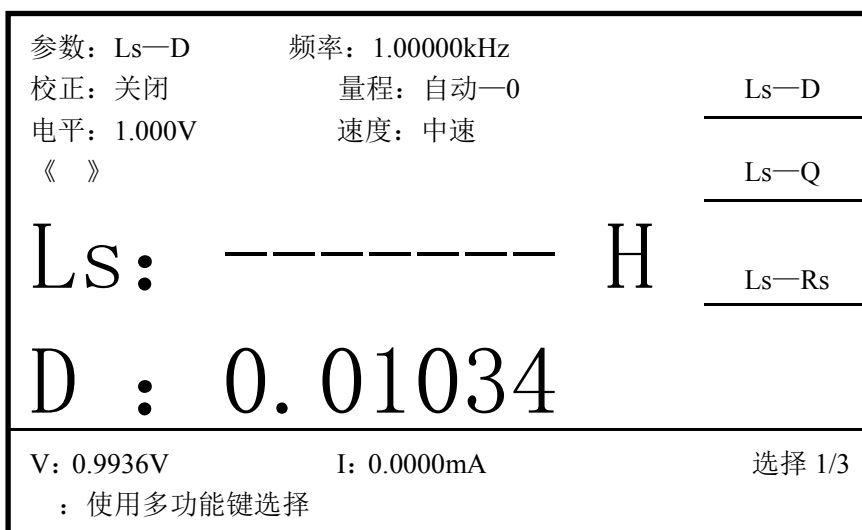 参数：Ls—D 频率：1.00000kHz
校正：关闭 量程：自动—0 Ls—D
电平：1.000V 速度：中速
《 》 Ls—Q
Ls：------- H Ls—Rs
D ：0.01034
V：0.9936V I：0.0000mA 选择 1/3
：使用多功能键选择